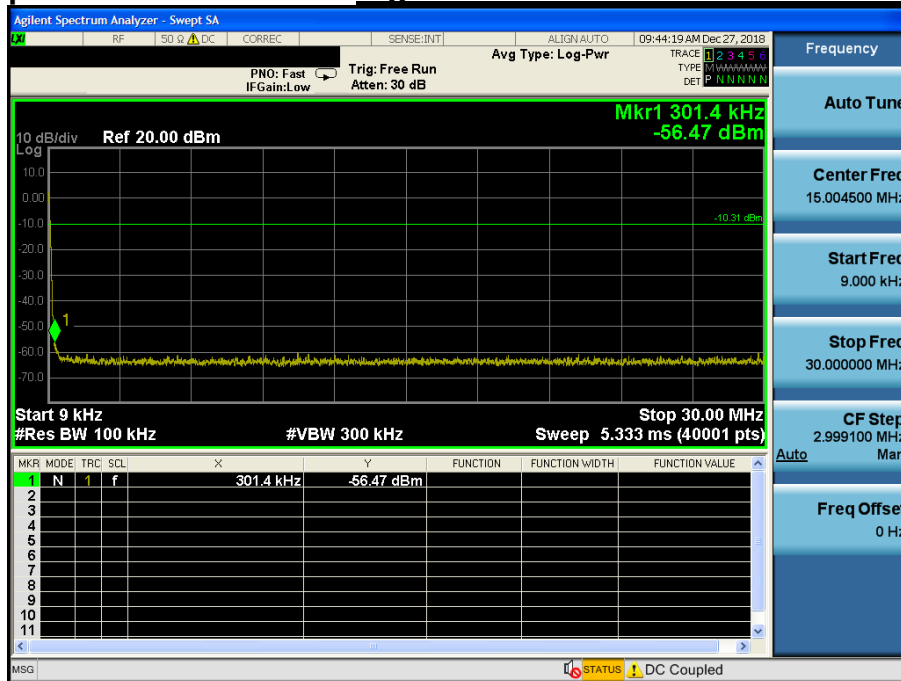 Agilent Spectrum Analyzer - Swept SA
LXI RF 50 Ω DC CORREC SENSE:INT ALIGN AUTO 09:44:19 AM Dec 27, 2018
Avg Type: Log-Pwr TRACE 1 2 3 4 5 6
PNO: Fast Trig: Free Run TYPE M W W W W W
IFGain:Low Atten: 30 dB DET P N N N N N
Mkr1 301.4 kHz
10 dB/div Ref 20.00 dBm -56.47 dBm
Log
10.0
0.00
-10.0 -10.31 dBm
-20.0
-30.0
-40.0
-50.0 1
-60.0
-70.0
Start 9 kHz Stop 30.00 MHz
#Res BW 100 kHz #VBW 300 kHz Sweep 5.333 ms (40001 pts)
MKR MODE TRC SCL X Y FUNCTION FUNCTION WIDTH FUNCTION VALUE
1 N 1 f 301.4 kHz -56.47 dBm
2
3
4
5
6
7
8
9
10
11
MSG STATUS DC Coupled
Frequency
Auto Tune
Center Freq
15.004500 MHz
Start Freq
9.000 kHz
Stop Freq
30.000000 MHz
CF Step
2.999100 MHz
Auto Man
Freq Offset
0 Hz